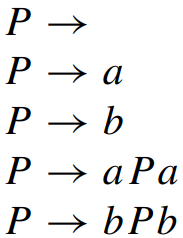 P →
P → a
P → b
P → aPa
P → bPb